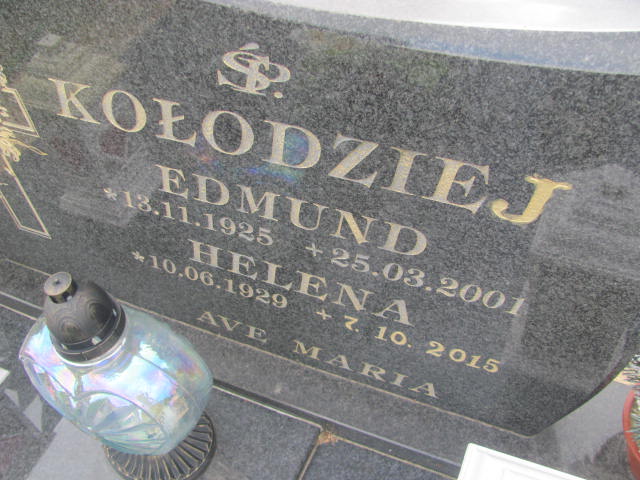 ŚP.
KOŁODZIEJ
EDMUND
*13.11.1925 +25.03.2001
HELENA
*10.06.1929 +7.10.2015
AVE MARIA